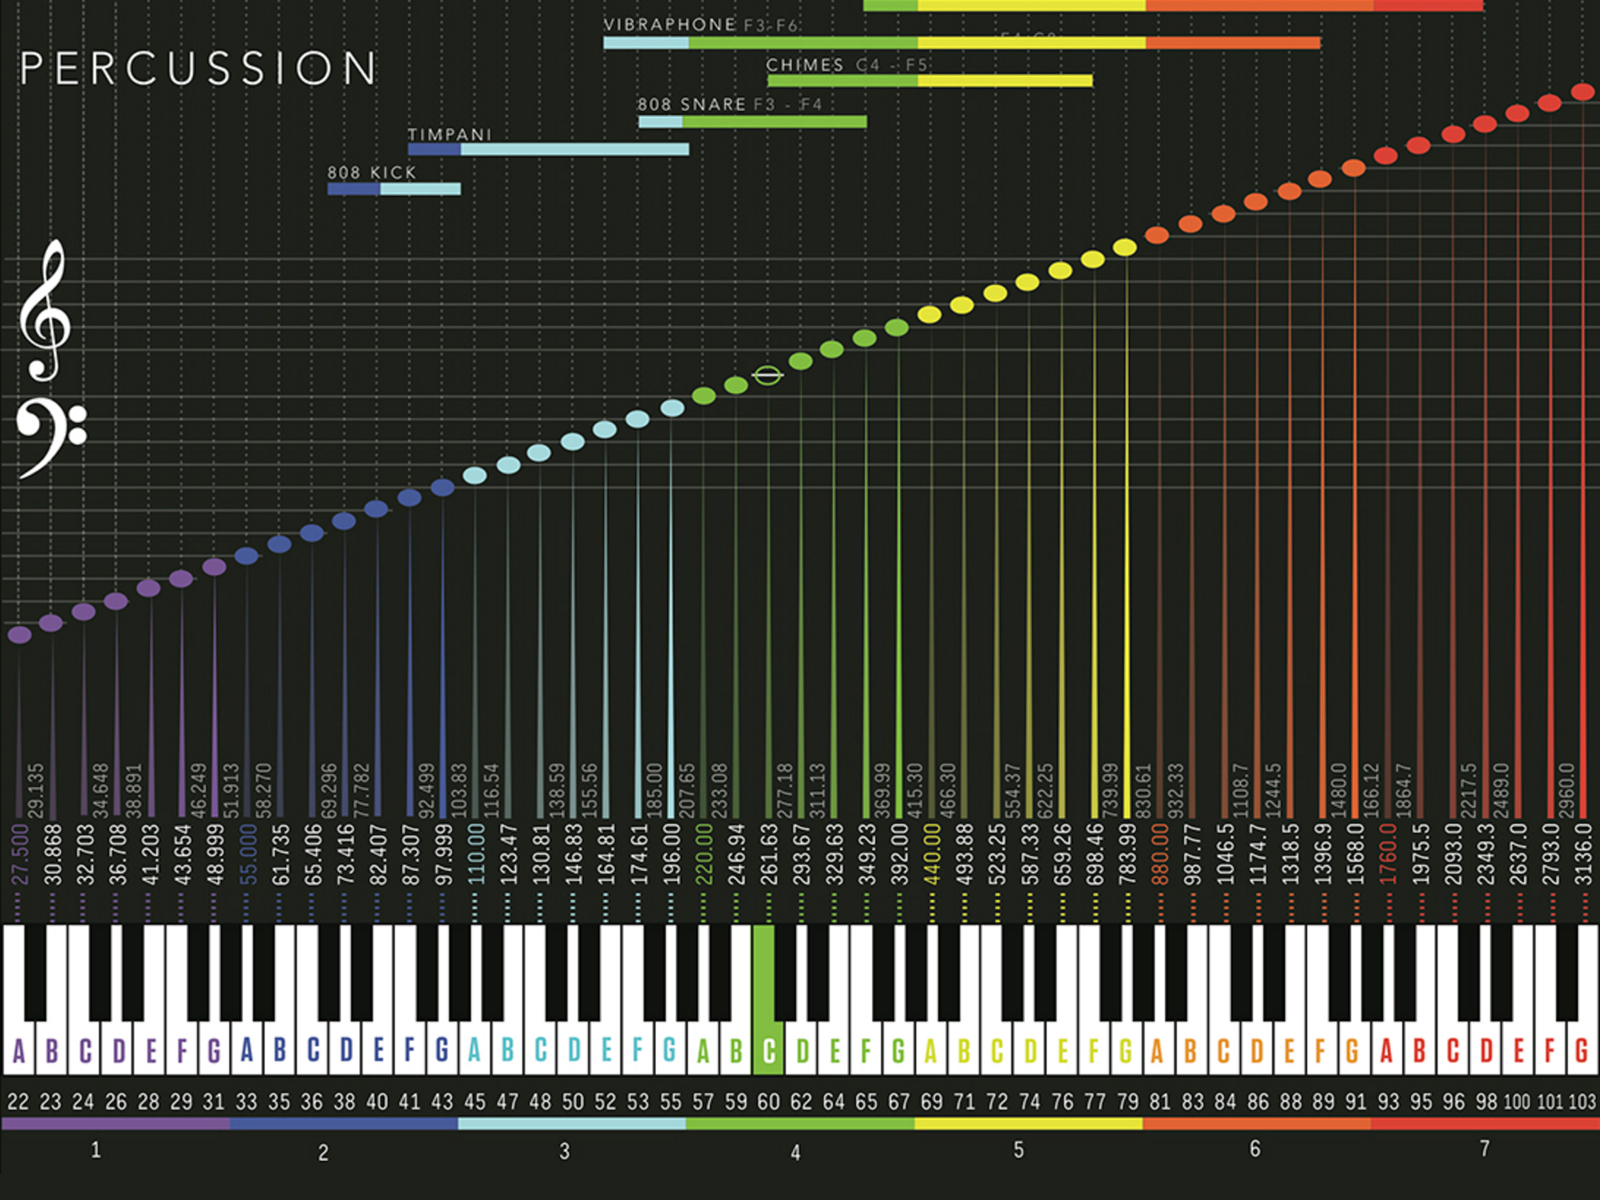 VIBRAPHONE F3-F6
PERCUSSION
CHIMES C4 - F5
808 SNARE F3 - F4
TIMPANI
808 KICK
29.135 34.648 38.891 46.249 51.913 58.270 69.296 77.782 92.499 103.83 116.54 138.59 155.56 185.00 207.65 233.08 277.18 311.13 369.99 415.30 466.30 554.37 622.25 739.99 830.61 932.33 1108.7 1244.5 1480.0 166.12 1864.7 2217.5 2489.0 2960.0
27.500 30.868 32.703 36.708 41.203 43.654 48.999 55.000 61.735 65.406 73.416 82.407 87.307 97.999 110.00 123.47 130.81 146.83 164.81 174.61 196.00 220.00 246.94 261.63 293.67 329.63 349.23 392.00 440.00 493.88 523.25 587.33 659.26 698.46 783.99 880.00 987.77 1046.5 1174.7 1318.5 1396.9 1568.0 1760.0 1975.5 2093.0 2349.3 2637.0 2793.0 3136.0
A B C D E F G A B C D E F G A B C D E F G A B C D E F G A B C D E F G A B C D E F G A B C D E F G
22 23 24 26 28 29 31 33 35 36 38 40 41 43 45 47 48 50 52 53 55 57 59 60 62 64 65 67 69 71 72 74 76 77 79 81 83 84 86 88 89 91 93 95 96 98 100 101 103
1 2 3 4 5 6 7